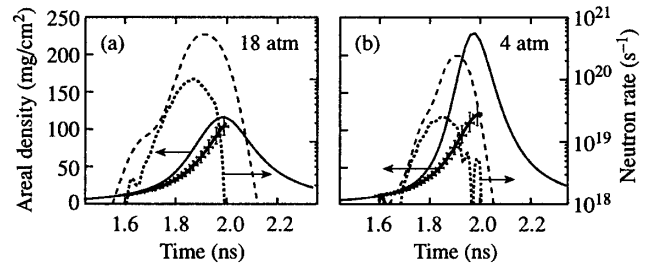 Areal density (mg/cm²)
250
200
150
100
50
0
(a)
18 atm
1.6 1.8 2.0 2.2
Time (ns)
(b)
4 atm
1.6 1.8 2.0 2.2
Time (ns)
10²¹
10²⁰
10¹⁹
10¹⁸
Neutron rate (s⁻¹)